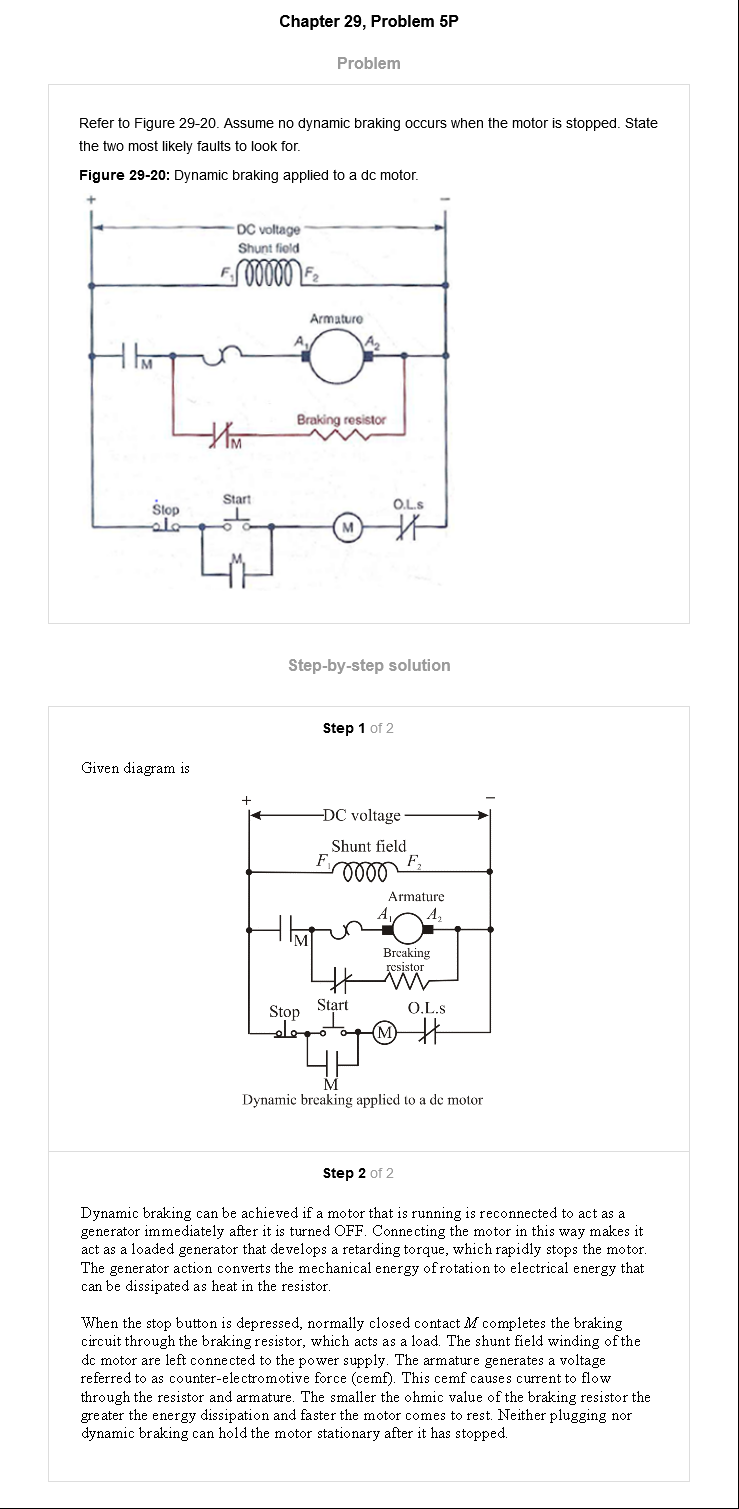 Chapter 29, Problem 5P
Problem
Refer to Figure 29-20. Assume no dynamic braking occurs when the motor is stopped. State
the two most likely faults to look for.
Figure 29-20: Dynamic braking applied to a dc motor.
+ −
DC voltage
Shunt field
F1 F2
Armature
A1 A2
M
Braking resistor
M
Start
Stop
O.L.s
M
M
Step-by-step solution
Step 1 of 2
Given diagram is
+ −
DC voltage
Shunt field
F1 F2
Armature
A1 A2
M
Breaking
resistor
Stop Start O.L.s
M
M
Dynamic breaking applied to a dc motor
Step 2 of 2
Dynamic braking can be achieved if a motor that is running is reconnected to act as a
generator immediately after it is turned OFF. Connecting the motor in this way makes it
act as a loaded generator that develops a retarding torque, which rapidly stops the motor.
The generator action converts the mechanical energy of rotation to electrical energy that
can be dissipated as heat in the resistor.
When the stop button is depressed, normally closed contact M completes the braking
circuit through the braking resistor, which acts as a load. The shunt field winding of the
dc motor are left connected to the power supply. The armature generates a voltage
referred to as counter-electromotive force (cemf). This cemf causes current to flow
through the resistor and armature. The smaller the ohmic value of the braking resistor the
greater the energy dissipation and faster the motor comes to rest. Neither plugging nor
dynamic braking can hold the motor stationary after it has stopped.